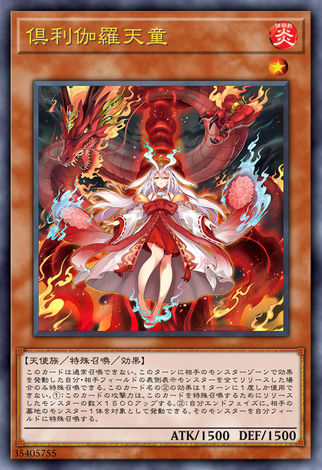 倶利伽羅天童
ほのお
炎
【天使族／特殊召喚／効果】
このカードは通常召喚できない。このターンに相手のモンスターゾーンで効果
を発動した自分・相手フィールドの表側表示モンスターを全てリリースした場
合のみ特殊召喚できる。このカード名の②の効果は１ターンに１度しか使用で
きない。①：このカードの攻撃力は、このカードを特殊召喚するためにリリース
したモンスターの数×１５００アップする。②：自分エンドフェイズに、相手の
墓地のモンスター１体を対象として発動できる。そのモンスターを自分フィール
ドに特殊召喚する。
ATK/1500 DEF/1500
35405755